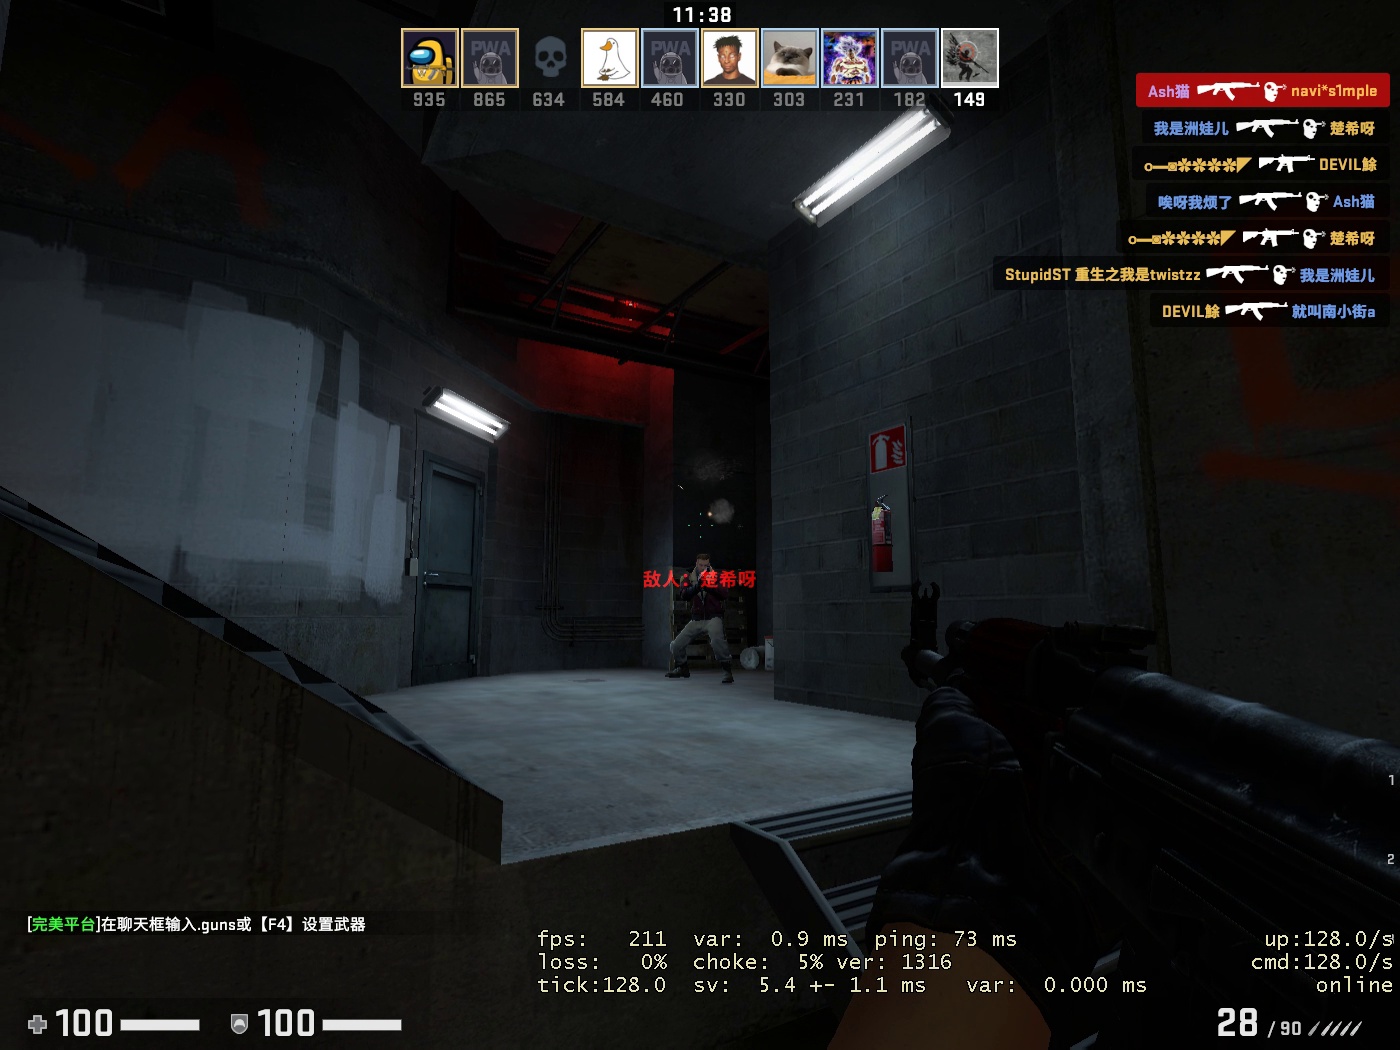 11:38
PWA PWA PWA
935 865 634 584 460 330 303 231 182 149
Ash猫 navi*s1mple
我是洲娃儿 楚希呀
DEVIL馀
唉呀我烦了 Ash猫
楚希呀
StupidST 重生之我是twistzz 我是洲娃儿
DEVIL馀 就叫南小街a
敌人：楚希呀
1
2
[完美平台]在聊天框输入.guns或【F4】设置武器
fps: 211 var: 0.9 ms ping: 73 ms up:128.0/s
loss: 0% choke: 5% ver: 1316 cmd:128.0/s
tick:128.0 sv: 5.4 +- 1.1 ms var: 0.000 ms online
100 100 28 / 90